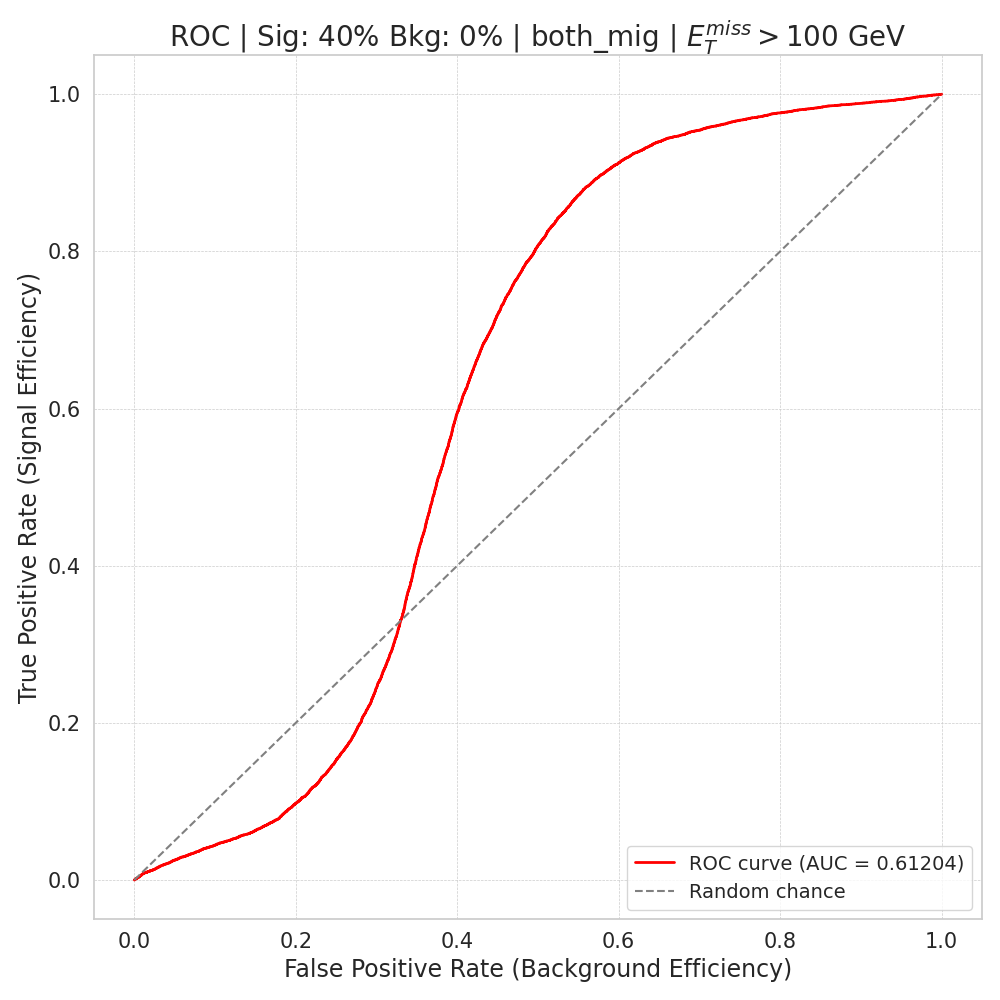 ROC | Sig: 40% Bkg: 0% | both_mig | $E_T^{miss} > 100$ GeV
1.0
0.8
0.6
0.4
0.2
0.0
True Positive Rate (Signal Efficiency)
ROC curve (AUC = 0.61204)
Random chance
0.0 0.2 0.4 0.6 0.8 1.0
False Positive Rate (Background Efficiency)